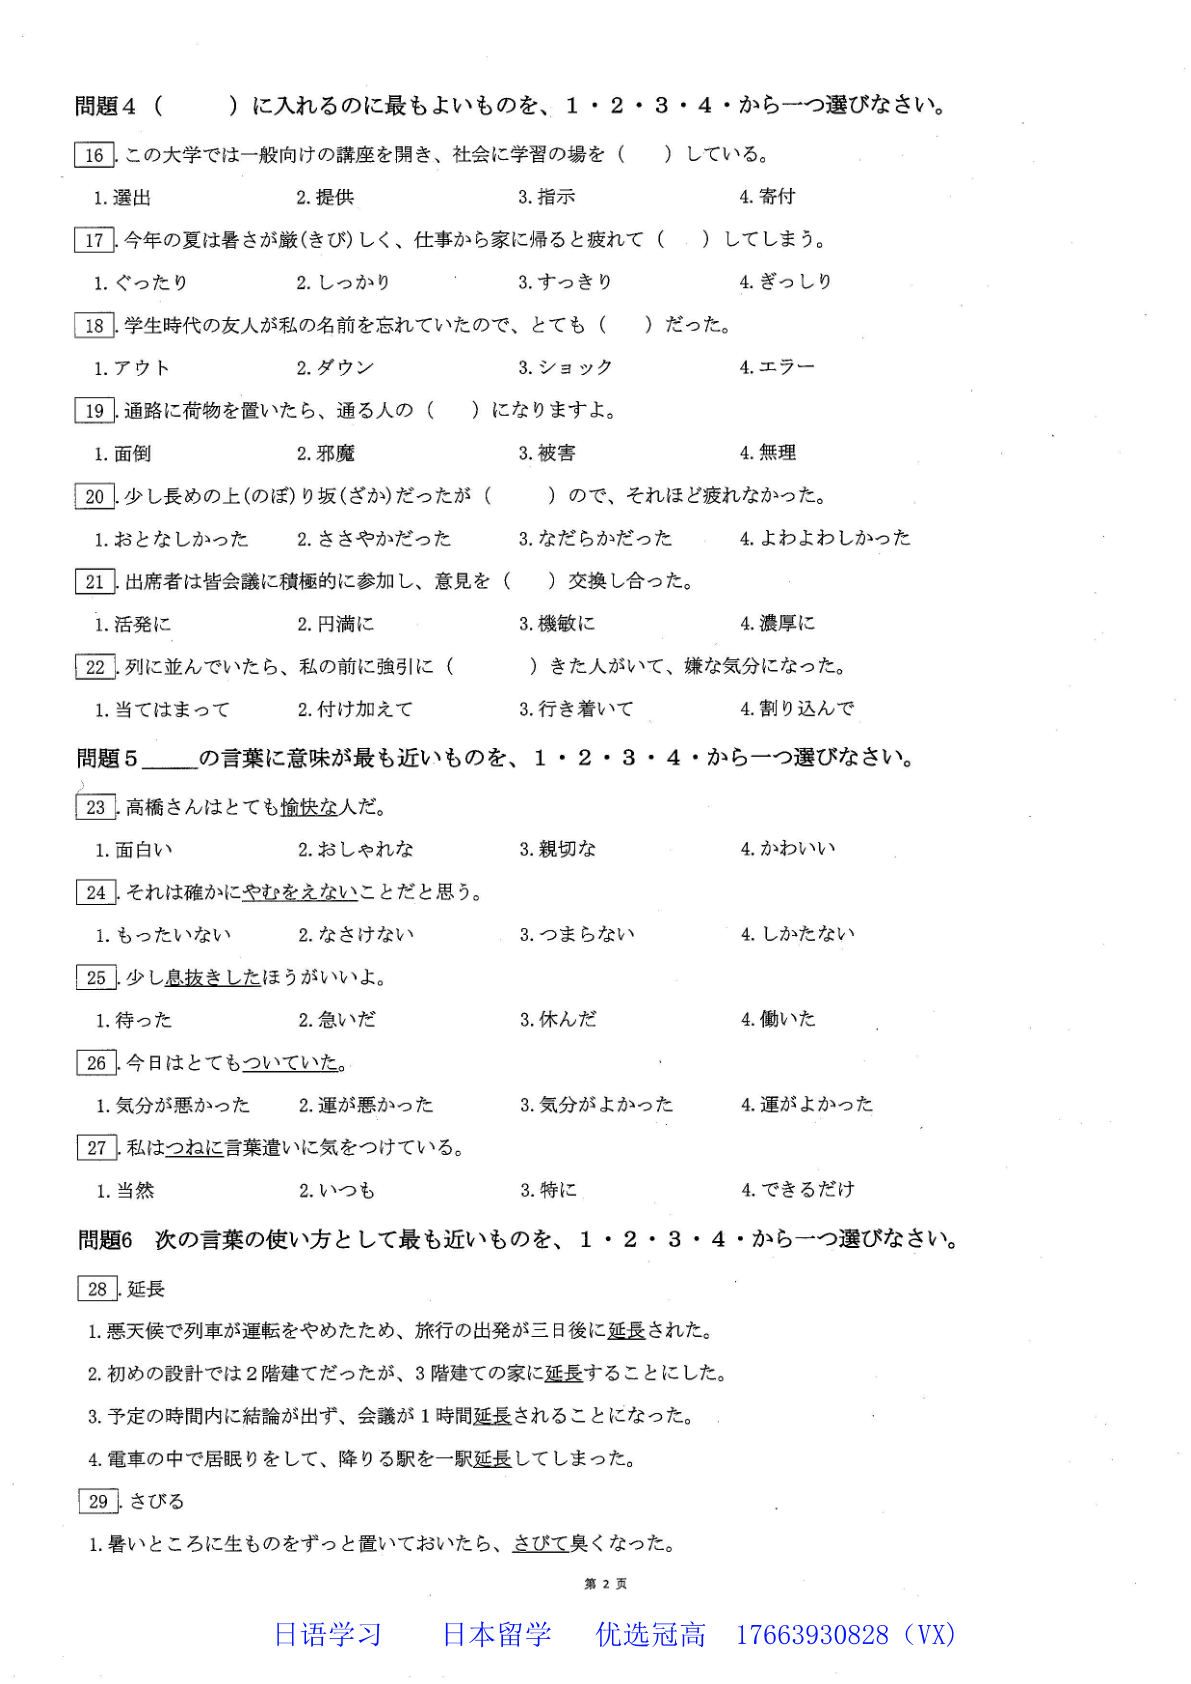 問題４（　　　）に入れるのに最もよいものを、１・２・３・４・から一つ選びなさい。
16.この大学では一般向けの講座を開き、社会に学習の場を（　　）している。
1.選出　2.提供　3.指示　4.寄付
17.今年の夏は暑さが厳(きび)しく、仕事から家に帰ると疲れて（　　）してしまう。
1.ぐったり　2.しっかり　3.すっきり　4.ぎっしり
18.学生時代の友人が私の名前を忘れていたので、とても（　　）だった。
1.アウト　2.ダウン　3.ショック　4.エラー
19.通路に荷物を置いたら、通る人の（　　）になりますよ。
1.面倒　2.邪魔　3.被害　4.無理
20.少し長めの上(のぼ)り坂(ざか)だったが（　　　）ので、それほど疲れなかった。
1.おとなしかった　2.ささやかだった　3.なだらかだった　4.よわよわしかった
21.出席者は皆会議に積極的に参加し、意見を（　　）交換し合った。
1.活発に　2.円満に　3.機敏に　4.濃厚に
22.列に並んでいたら、私の前に強引に（　　　　）きた人がいて、嫌な気分になった。
1.当てはまって　2.付け加えて　3.行き着いて　4.割り込んで
問題５＿＿＿の言葉に意味が最も近いものを、１・２・３・４・から一つ選びなさい。
23.高橋さんはとても愉快な人だ。
1.面白い　2.おしゃれな　3.親切な　4.かわいい
24.それは確かにやむをえないことだと思う。
1.もったいない　2.なさけない　3.つまらない　4.しかたない
25.少し息抜きしたほうがいいよ。
1.待った　2.急いだ　3.休んだ　4.働いた
26.今日はとてもついていた。
1.気分が悪かった　2.運が悪かった　3.気分がよかった　4.運がよかった
27.私はつねに言葉遣いに気をつけている。
1.当然　2.いつも　3.特に　4.できるだけ
問題6　次の言葉の使い方として最も近いものを、１・２・３・４・から一つ選びなさい。
28.延長
1.悪天候で列車が運転をやめたため、旅行の出発が三日後に延長された。
2.初めの設計では２階建てだったが、3 階建ての家に延長することにした。
3.予定の時間内に結論が出ず、会議が１時間延長されることになった。
4.電車の中で居眠りをして、降りる駅を一駅延長してしまった。
29.さびる
1.暑いところに生ものをずっと置いておいたら、さびて臭くなった。
第 2 页
日语学习　　日本留学　　优选冠高　17663930828（VX）